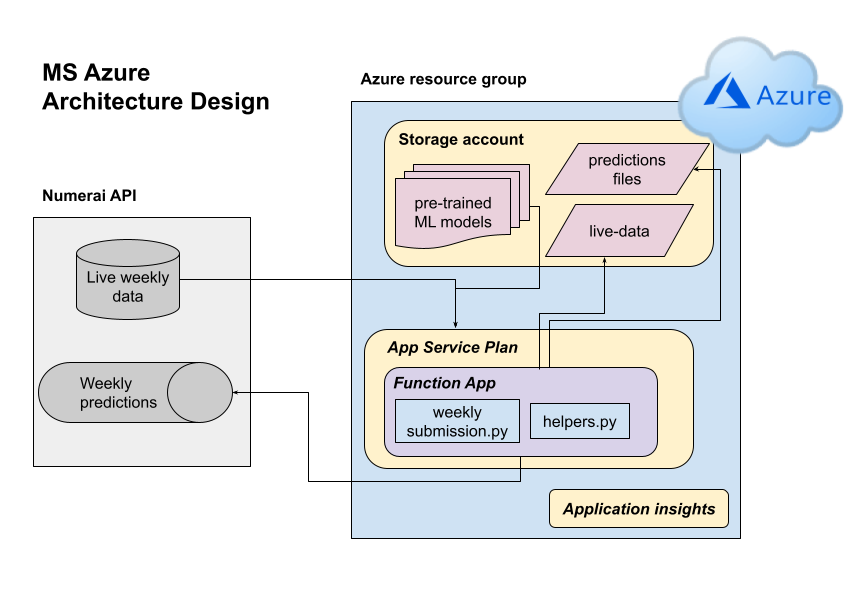 MS Azure
Architecture Design
Azure resource group
Azure
Storage account
predictions
files
pre-trained
ML models
live-data
Numerai API
Live weekly
data
Weekly
predictions
App Service Plan
Function App
weekly
submission.py
helpers.py
Application insights